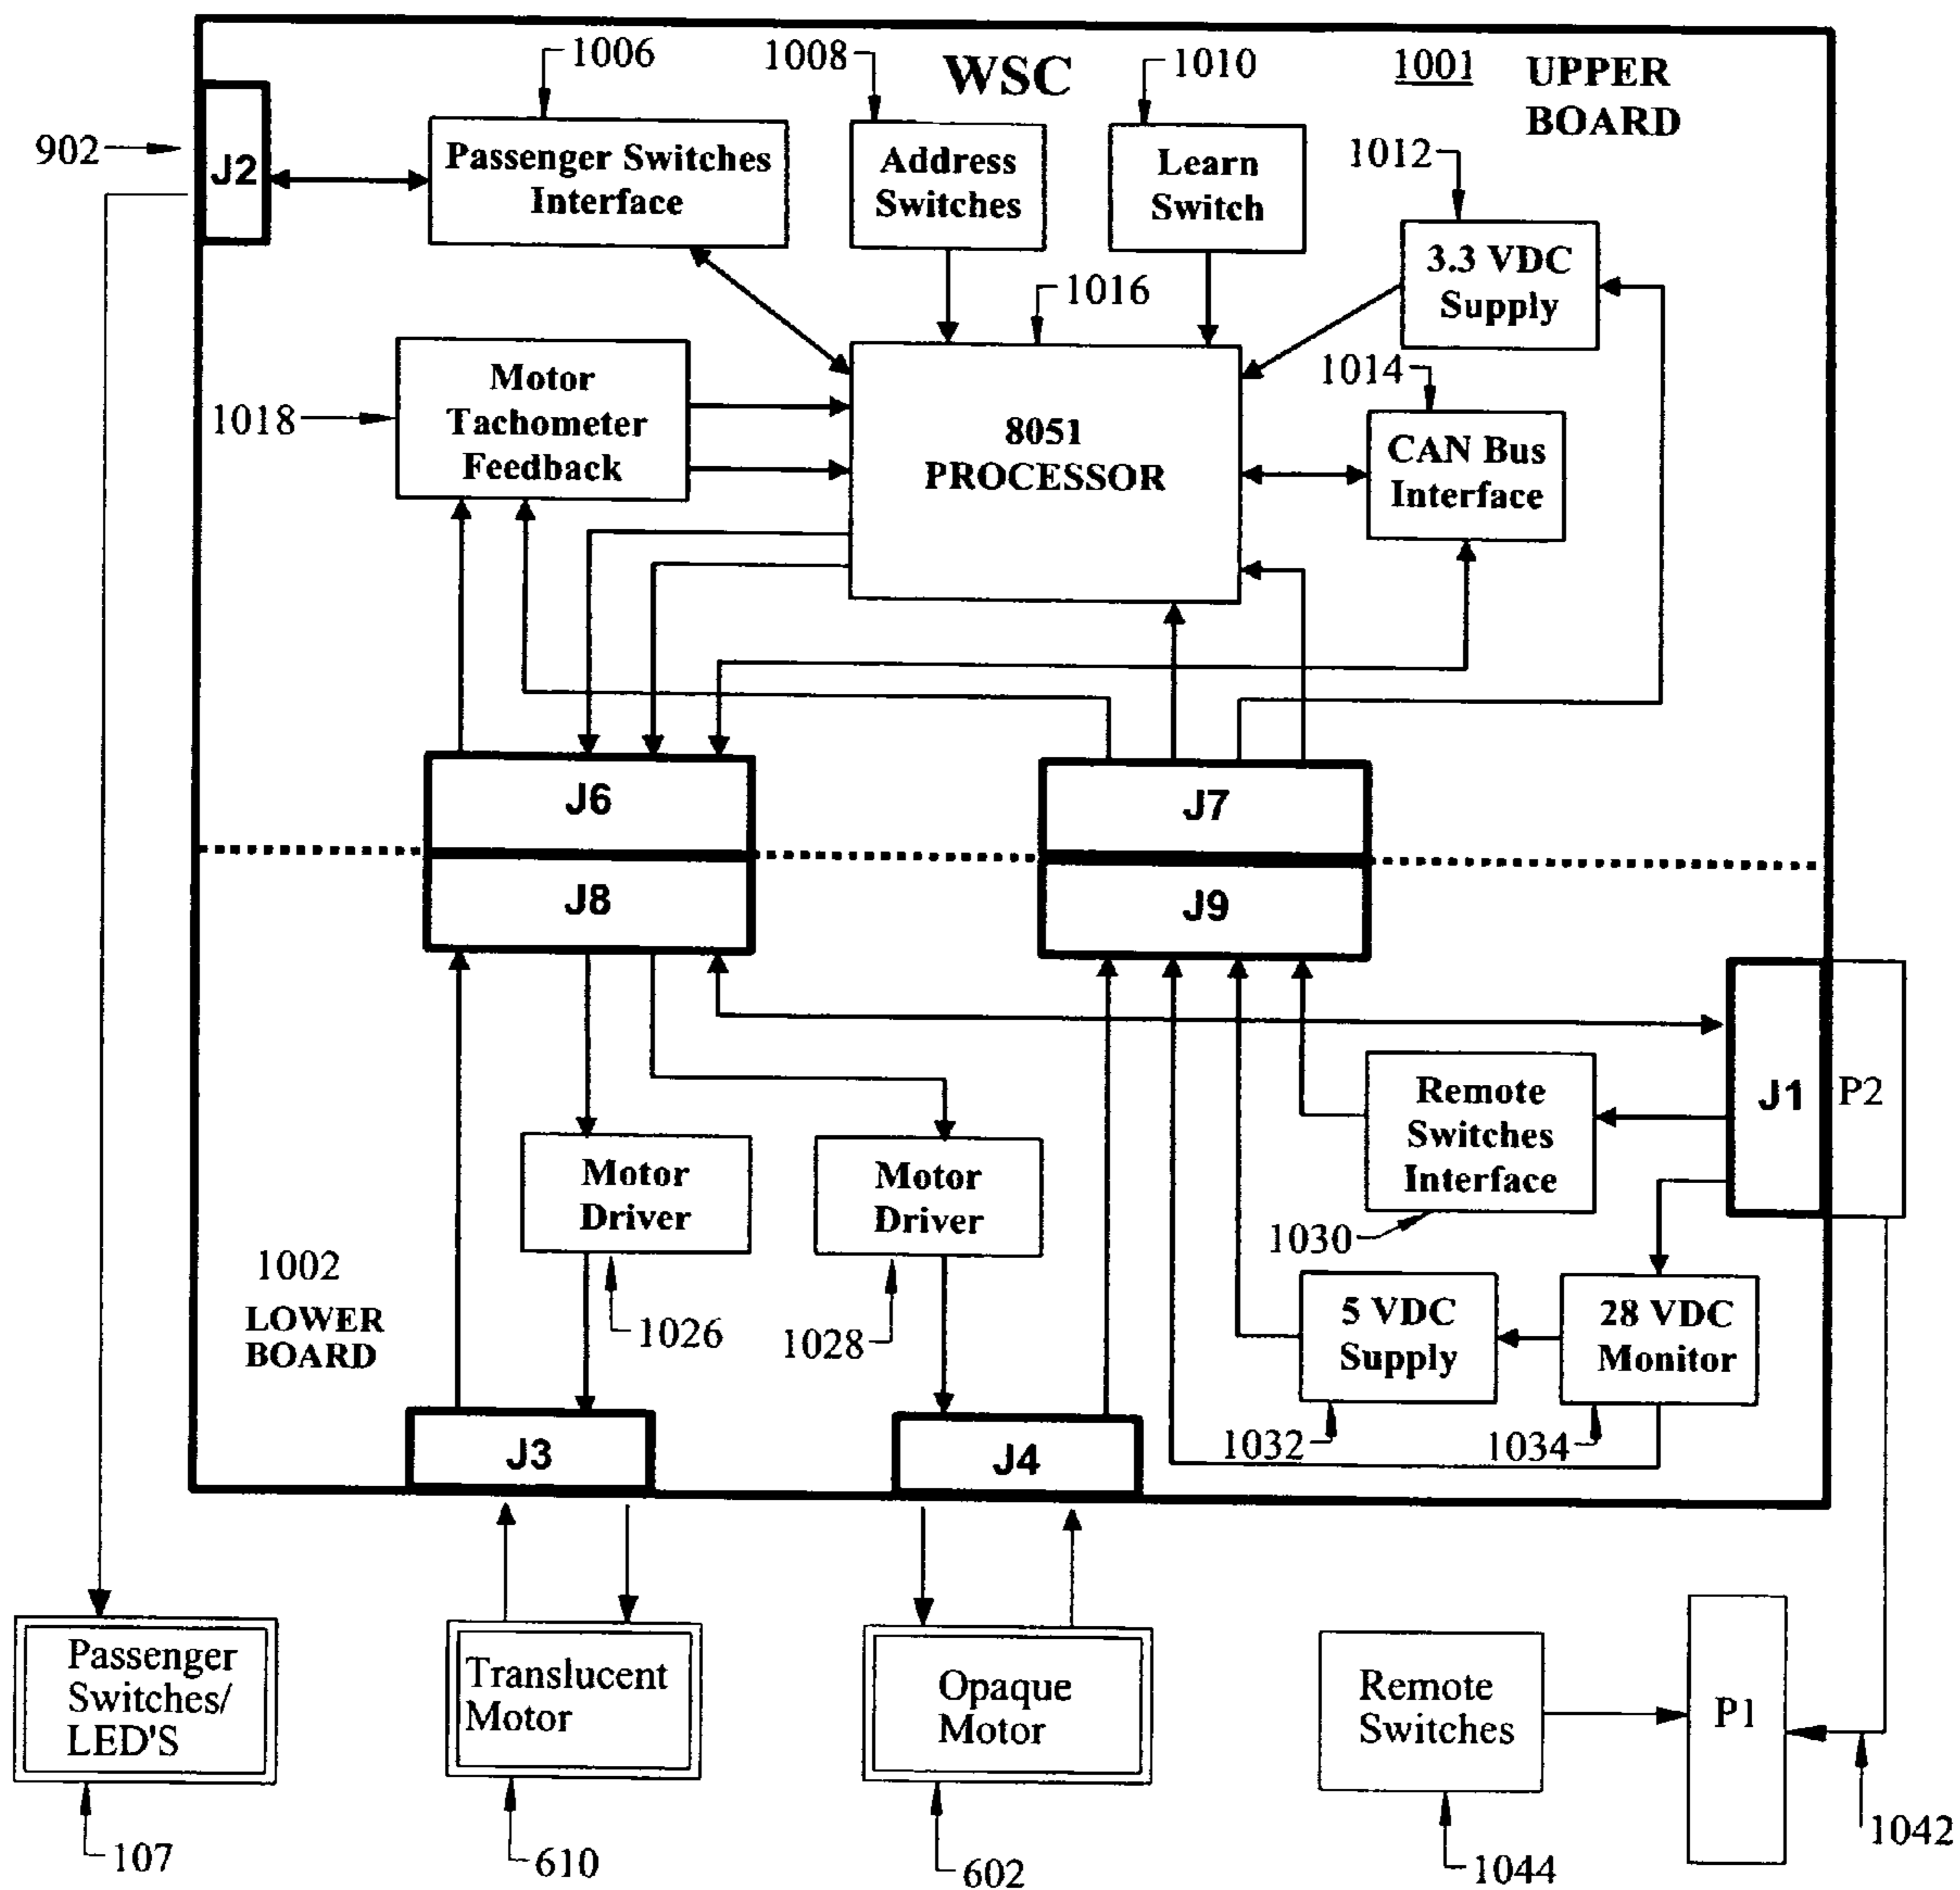 1006
1008
WSC
1010
1001
UPPER
BOARD
902
J2
Passenger Switches
Interface
Address
Switches
Learn
Switch
1012
3.3 VDC
Supply
1016
1014
1018
Motor
Tachometer
Feedback
8051
PROCESSOR
CAN Bus
Interface
J6
J7
J8
J9
Remote
Switches
Interface
J1
P2
1030
Motor
Driver
Motor
Driver
1002
LOWER
BOARD
1026
1028
5 VDC
Supply
28 VDC
Monitor
1032
1034
J3
J4
Passenger
Switches/
LED'S
Translucent
Motor
Opaque
Motor
Remote
Switches
P1
107
610
602
1044
1042